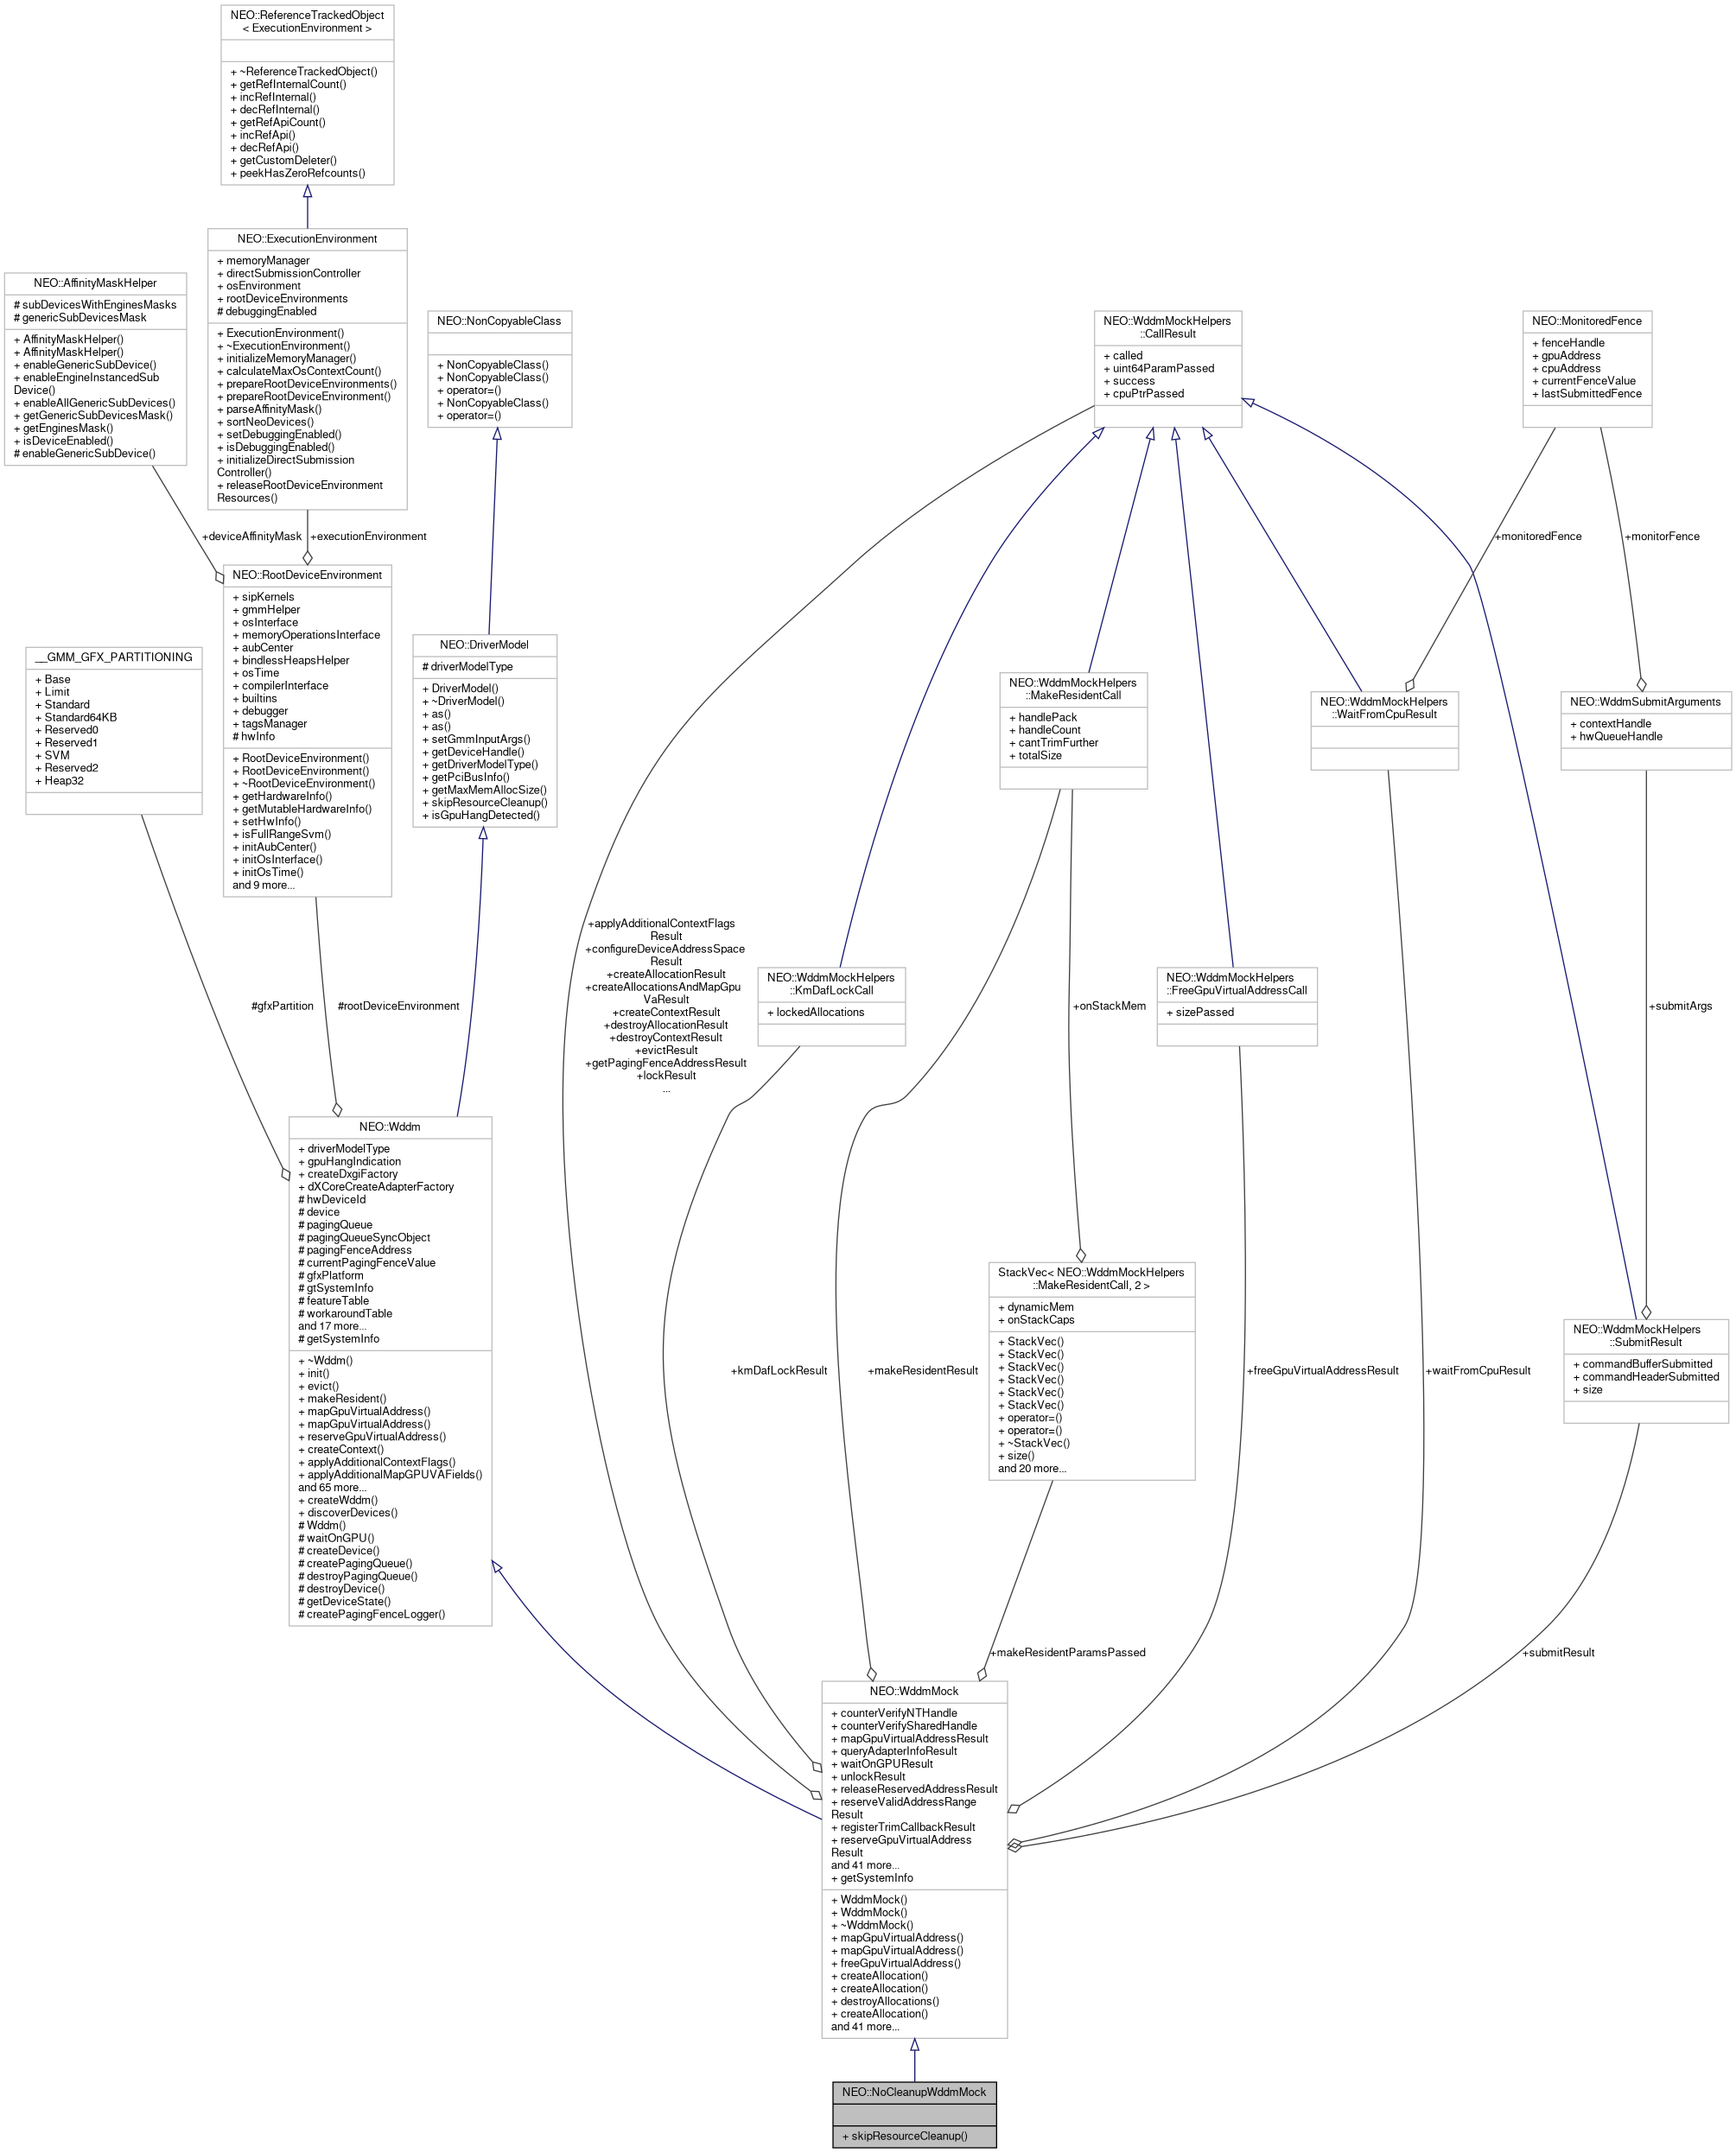 NEO::ReferenceTrackedObject
< ExecutionEnvironment >
+ ~ReferenceTrackedObject()
+ getRefInternalCount()
+ incRefInternal()
+ decRefInternal()
+ getRefApiCount()
+ incRefApi()
+ decRefApi()
+ getCustomDeleter()
+ peekHasZeroRefcounts()
NEO::ExecutionEnvironment
+ memoryManager
+ directSubmissionController
+ osEnvironment
+ rootDeviceEnvironments
# debuggingEnabled
+ ExecutionEnvironment()
+ ~ExecutionEnvironment()
+ initializeMemoryManager()
+ calculateMaxOsContextCount()
+ prepareRootDeviceEnvironments()
+ prepareRootDeviceEnvironment()
+ parseAffinityMask()
+ sortNeoDevices()
+ setDebuggingEnabled()
+ isDebuggingEnabled()
+ initializeDirectSubmission
Controller()
+ releaseRootDeviceEnvironment
Resources()
NEO::AffinityMaskHelper
# subDevicesWithEnginesMasks
# genericSubDevicesMask
+ AffinityMaskHelper()
+ AffinityMaskHelper()
+ enableGenericSubDevice()
+ enableEngineInstancedSub
Device()
+ enableAllGenericSubDevices()
+ getGenericSubDevicesMask()
+ getEnginesMask()
+ isDeviceEnabled()
# enableGenericSubDevice()
NEO::NonCopyableClass
+ NonCopyableClass()
+ NonCopyableClass()
+ operator=()
+ NonCopyableClass()
+ operator=()
NEO::WddmMockHelpers
::CallResult
+ called
+ uint64ParamPassed
+ success
+ cpuPtrPassed
NEO::MonitoredFence
+ fenceHandle
+ gpuAddress
+ cpuAddress
+ currentFenceValue
+ lastSubmittedFence
+deviceAffinityMask
+executionEnvironment
+monitoredFence
+monitorFence
NEO::RootDeviceEnvironment
+ sipKernels
+ gmmHelper
+ osInterface
+ memoryOperationsInterface
+ aubCenter
+ bindlessHeapsHelper
+ osTime
+ compilerInterface
+ builtins
+ debugger
+ tagsManager
# hwInfo
+ RootDeviceEnvironment()
+ RootDeviceEnvironment()
+ ~RootDeviceEnvironment()
+ getHardwareInfo()
+ getMutableHardwareInfo()
+ setHwInfo()
+ isFullRangeSvm()
+ initAubCenter()
+ initOsInterface()
+ initOsTime()
and 9 more...
__GMM_GFX_PARTITIONING
+ Base
+ Limit
+ Standard
+ Standard64KB
+ Reserved0
+ Reserved1
+ SVM
+ Reserved2
+ Heap32
NEO::DriverModel
# driverModelType
+ DriverModel()
+ ~DriverModel()
+ as()
+ as()
+ setGmmInputArgs()
+ getDeviceHandle()
+ getDriverModelType()
+ getPciBusInfo()
+ getMaxMemAllocSize()
+ skipResourceCleanup()
+ isGpuHangDetected()
NEO::WddmMockHelpers
::MakeResidentCall
+ handlePack
+ handleCount
+ cantTrimFurther
+ totalSize
NEO::WddmMockHelpers
::WaitFromCpuResult
NEO::WddmSubmitArguments
+ contextHandle
+ hwQueueHandle
+applyAdditionalContextFlags
Result
+configureDeviceAddressSpace
Result
+createAllocationResult
+createAllocationsAndMapGpu
VaResult
+createContextResult
+destroyAllocationResult
+destroyContextResult
+evictResult
+getPagingFenceAddressResult
+lockResult
...
NEO::WddmMockHelpers
::KmDafLockCall
+ lockedAllocations
NEO::WddmMockHelpers
::FreeGpuVirtualAddressCall
+ sizePassed
#gfxPartition
#rootDeviceEnvironment
+onStackMem
+submitArgs
NEO::Wddm
+ driverModelType
+ gpuHangIndication
+ createDxgiFactory
+ dXCoreCreateAdapterFactory
# hwDeviceId
# device
# pagingQueue
# pagingQueueSyncObject
# pagingFenceAddress
# currentPagingFenceValue
# gfxPlatform
# gtSystemInfo
# featureTable
# workaroundTable
and 17 more...
# getSystemInfo
+ ~Wddm()
+ init()
+ evict()
+ makeResident()
+ mapGpuVirtualAddress()
+ mapGpuVirtualAddress()
+ reserveGpuVirtualAddress()
+ createContext()
+ applyAdditionalContextFlags()
+ applyAdditionalMapGPUVAFields()
and 65 more...
+ createWddm()
+ discoverDevices()
# Wddm()
# waitOnGPU()
# createDevice()
# createPagingQueue()
# destroyPagingQueue()
# destroyDevice()
# getDeviceState()
# createPagingFenceLogger()
StackVec< NEO::WddmMockHelpers
::MakeResidentCall, 2 >
+ dynamicMem
+ onStackCaps
+ StackVec()
+ StackVec()
+ StackVec()
+ StackVec()
+ StackVec()
+ StackVec()
+ operator=()
+ operator=()
+ ~StackVec()
+ size()
and 20 more...
NEO::WddmMockHelpers
::SubmitResult
+ commandBufferSubmitted
+ commandHeaderSubmitted
+ size
+kmDafLockResult
+makeResidentResult
+freeGpuVirtualAddressResult
+waitFromCpuResult
+makeResidentParamsPassed
+submitResult
NEO::WddmMock
+ counterVerifyNTHandle
+ counterVerifySharedHandle
+ mapGpuVirtualAddressResult
+ queryAdapterInfoResult
+ waitOnGPUResult
+ unlockResult
+ releaseReservedAddressResult
+ reserveValidAddressRange
Result
+ registerTrimCallbackResult
+ reserveGpuVirtualAddress
Result
and 41 more...
+ getSystemInfo
+ WddmMock()
+ WddmMock()
+ ~WddmMock()
+ mapGpuVirtualAddress()
+ mapGpuVirtualAddress()
+ freeGpuVirtualAddress()
+ createAllocation()
+ createAllocation()
+ destroyAllocations()
+ createAllocation()
and 41 more...
NEO::NoCleanupWddmMock
+ skipResourceCleanup()